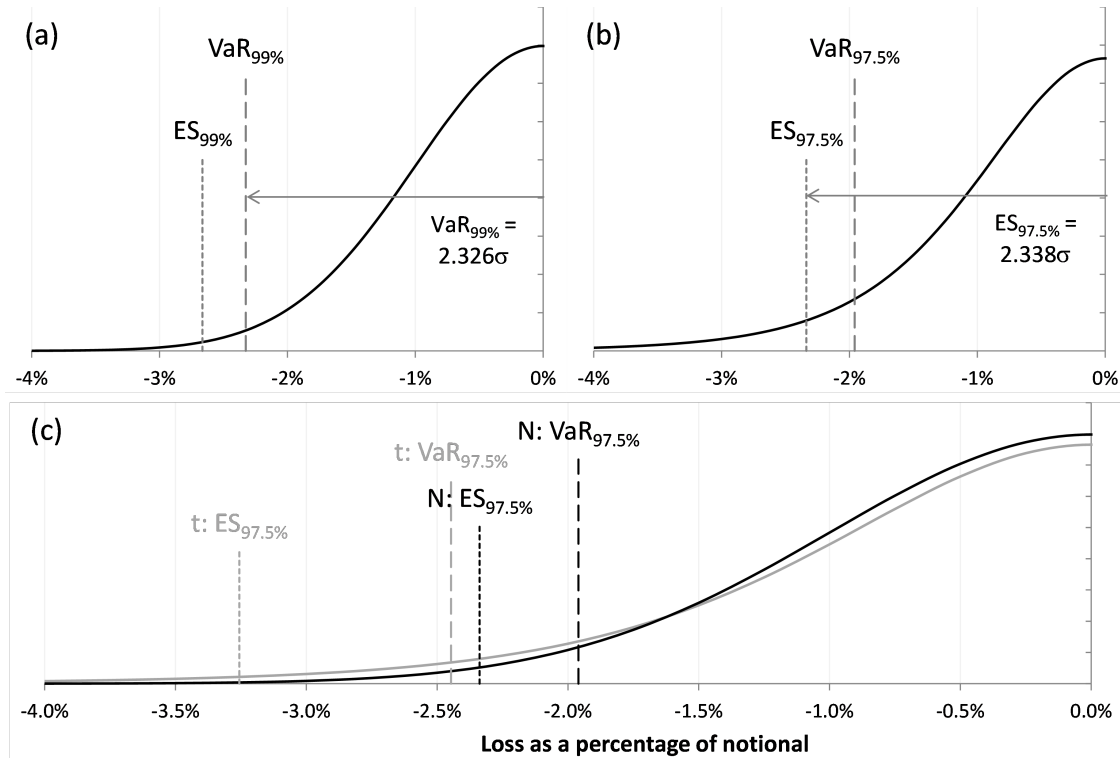 (a)
VaR99%
ES99%
VaR99% =
2.326σ
-4% -3% -2% -1% 0%
(b)
VaR97.5%
ES97.5%
ES97.5% =
2.338σ
-4% -3% -2% -1% 0%
(c)
N: VaR97.5%
t: VaR97.5%
N: ES97.5%
t: ES97.5%
-4.0% -3.5% -3.0% -2.5% -2.0% -1.5% -1.0% -0.5% 0.0%
Loss as a percentage of notional